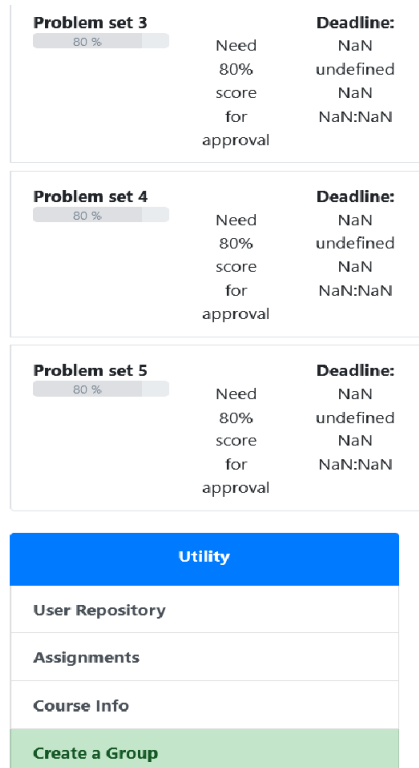 Problem set 3
80 %
Need
80%
score
for
approval
Deadline:
NaN
undefined
NaN
NaN:NaN
Problem set 4
80 %
Need
80%
score
for
approval
Deadline:
NaN
undefined
NaN
NaN:NaN
Problem set 5
80 %
Need
80%
score
for
approval
Deadline:
NaN
undefined
NaN
NaN:NaN
Utility
User Repository
Assignments
Course Info
Create a Group